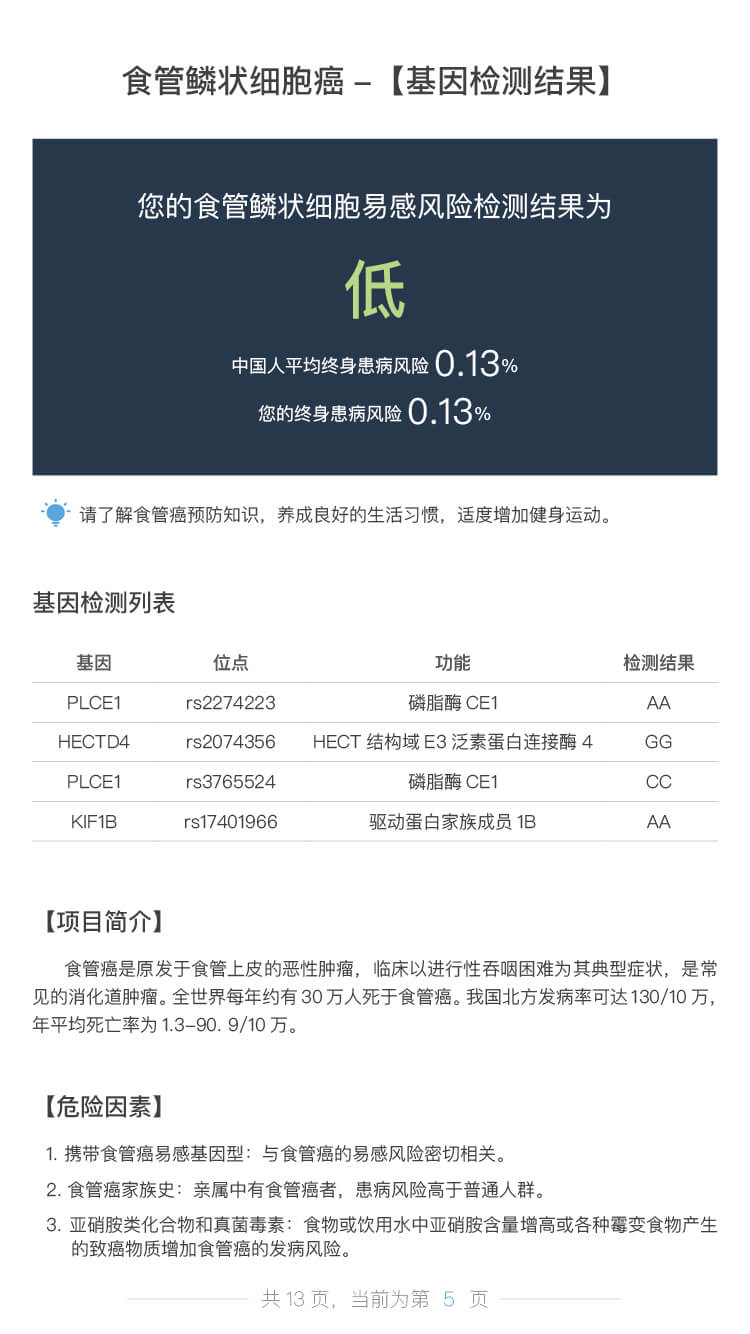 食管鳞状细胞癌 –【基因检测结果】
您的食管鳞状细胞易感风险检测结果为
低
中国人平均终身患病风险 0.13%
您的终身患病风险 0.13%
请了解食管癌预防知识，养成良好的生活习惯，适度增加健身运动。
基因检测列表
基因 位点 功能 检测结果
PLCE1 rs2274223 磷脂酶 CE1 AA
HECTD4 rs2074356 HECT 结构域 E3 泛素蛋白连接酶 4 GG
PLCE1 rs3765524 磷脂酶 CE1 CC
KIF1B rs17401966 驱动蛋白家族成员 1B AA
【项目简介】
食管癌是原发于食管上皮的恶性肿瘤，临床以进行性吞咽困难为其典型症状，是常
见的消化道肿瘤。全世界每年约有 30 万人死于食管癌。我国北方发病率可达 130/10 万，
年平均死亡率为 1.3-90. 9/10 万。
【危险因素】
1. 携带食管癌易感基因型：与食管癌的易感风险密切相关。
2. 食管癌家族史：亲属中有食管癌者，患病风险高于普通人群。
3. 亚硝胺类化合物和真菌毒素：食物或饮用水中亚硝胺含量增高或各种霉变食物产生
的致癌物质增加食管癌的发病风险。
共 13 页，当前为第 5 页